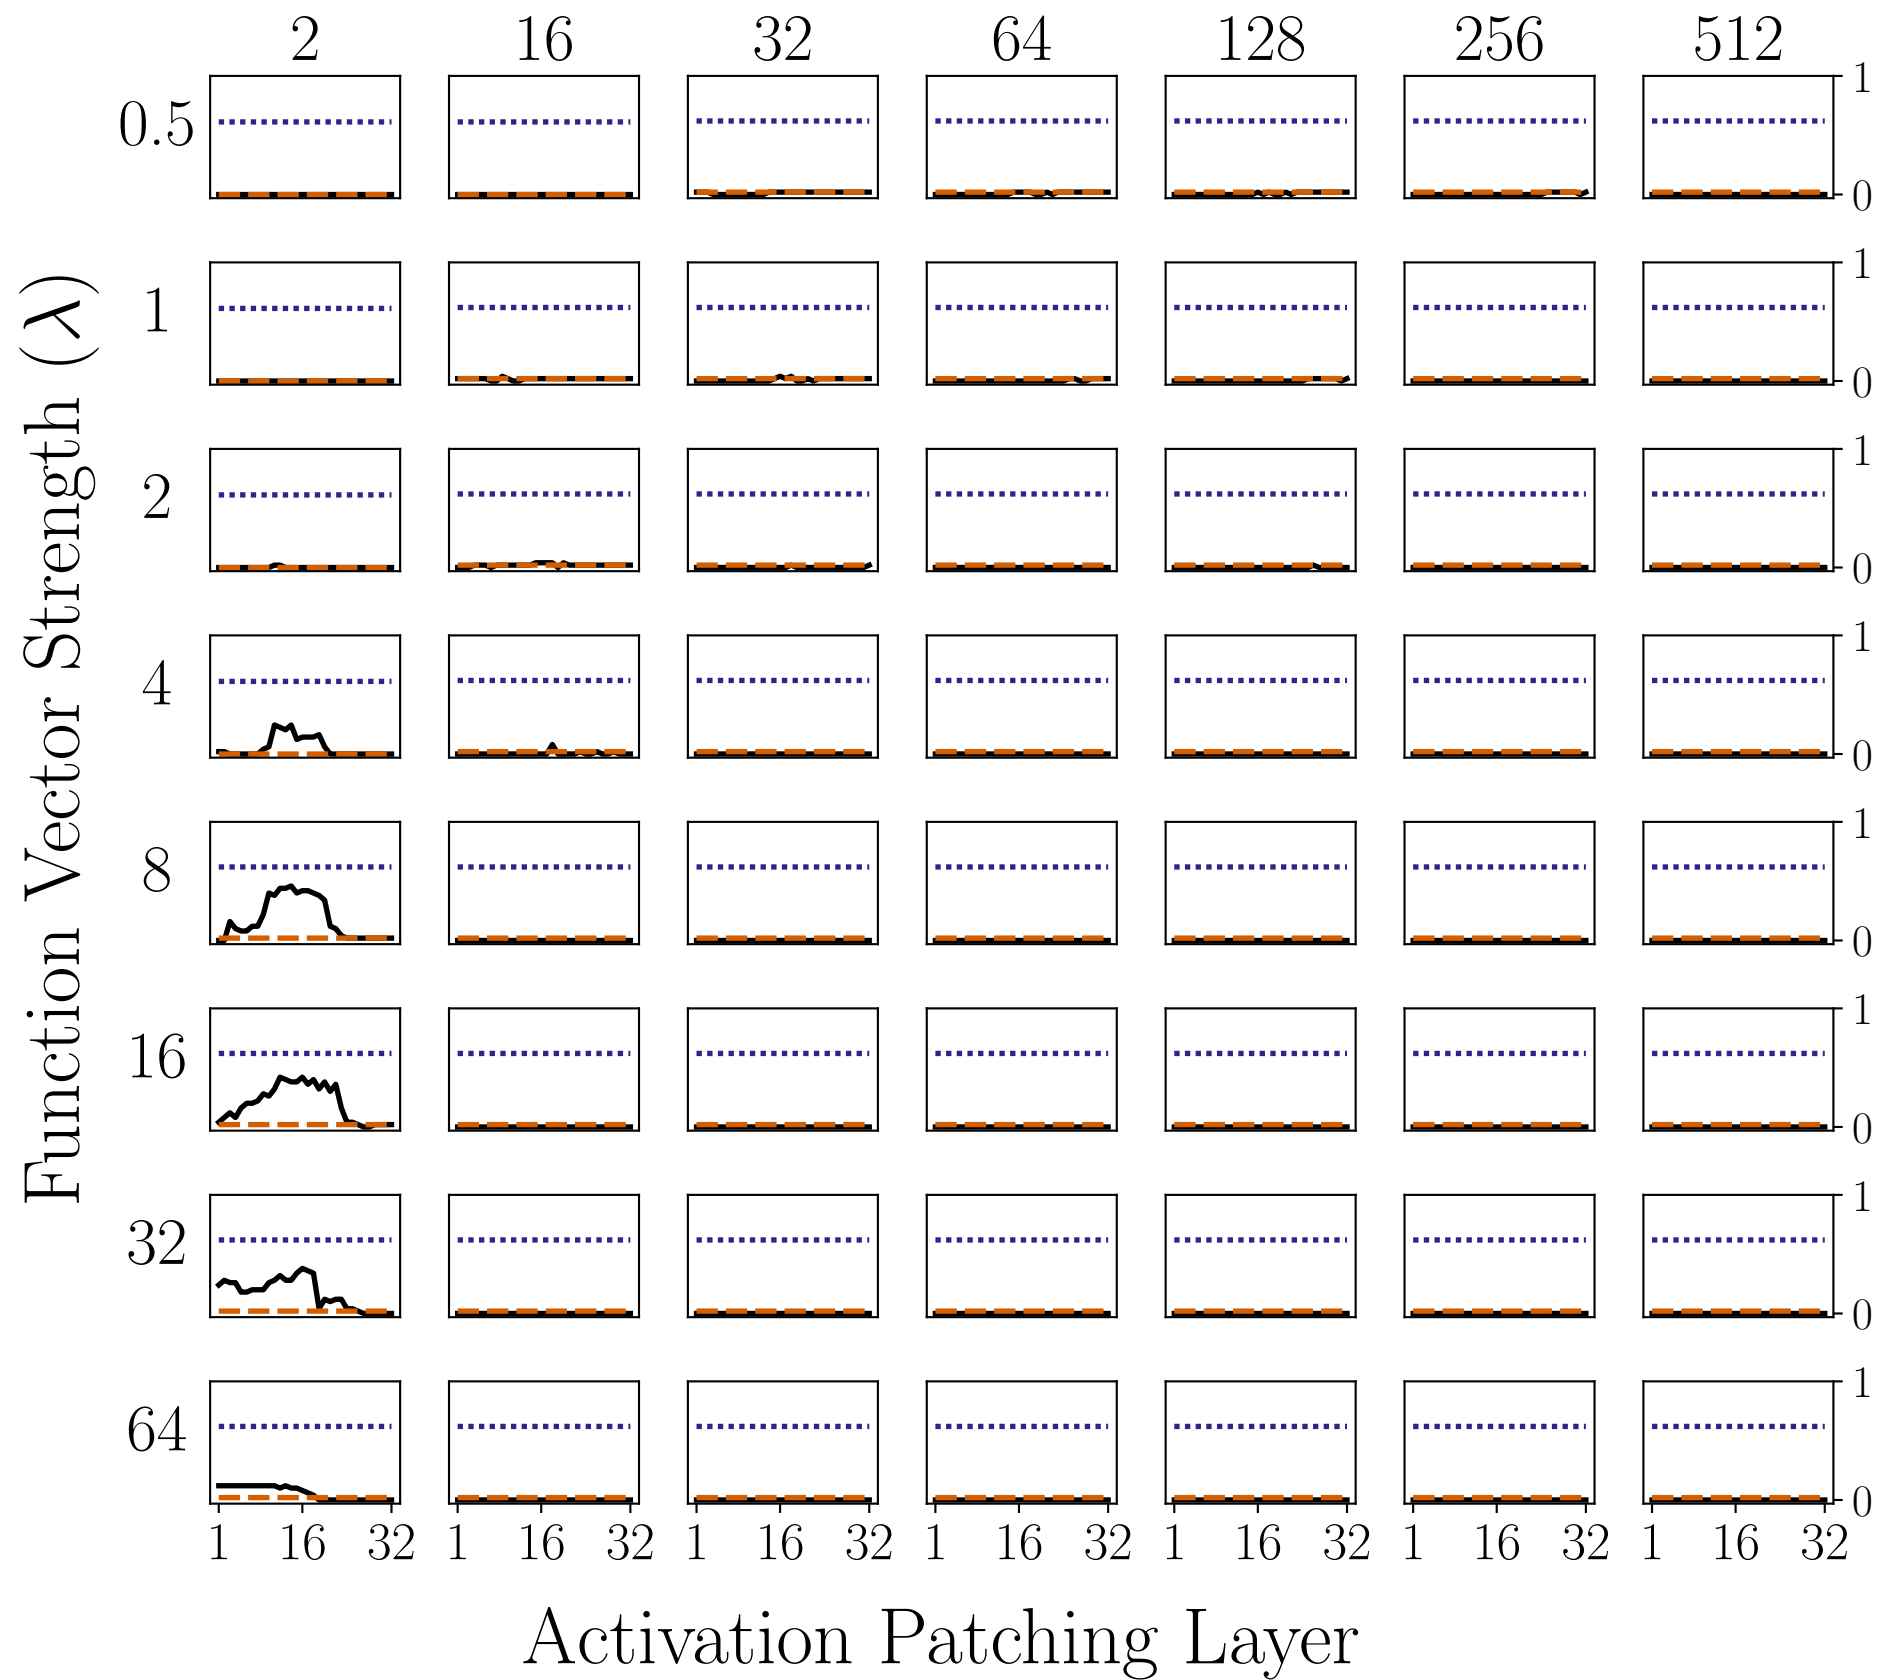 2 16 32 64 128 256 512
Function Vector Strength (λ)
0.5 1 0
1 1 0
2 1 0
4 1 0
8 1 0
16 1 0
32 1 0
64 1 0
1 16 32 1 16 32 1 16 32 1 16 32 1 16 32 1 16 32 1 16 32
Activation Patching Layer